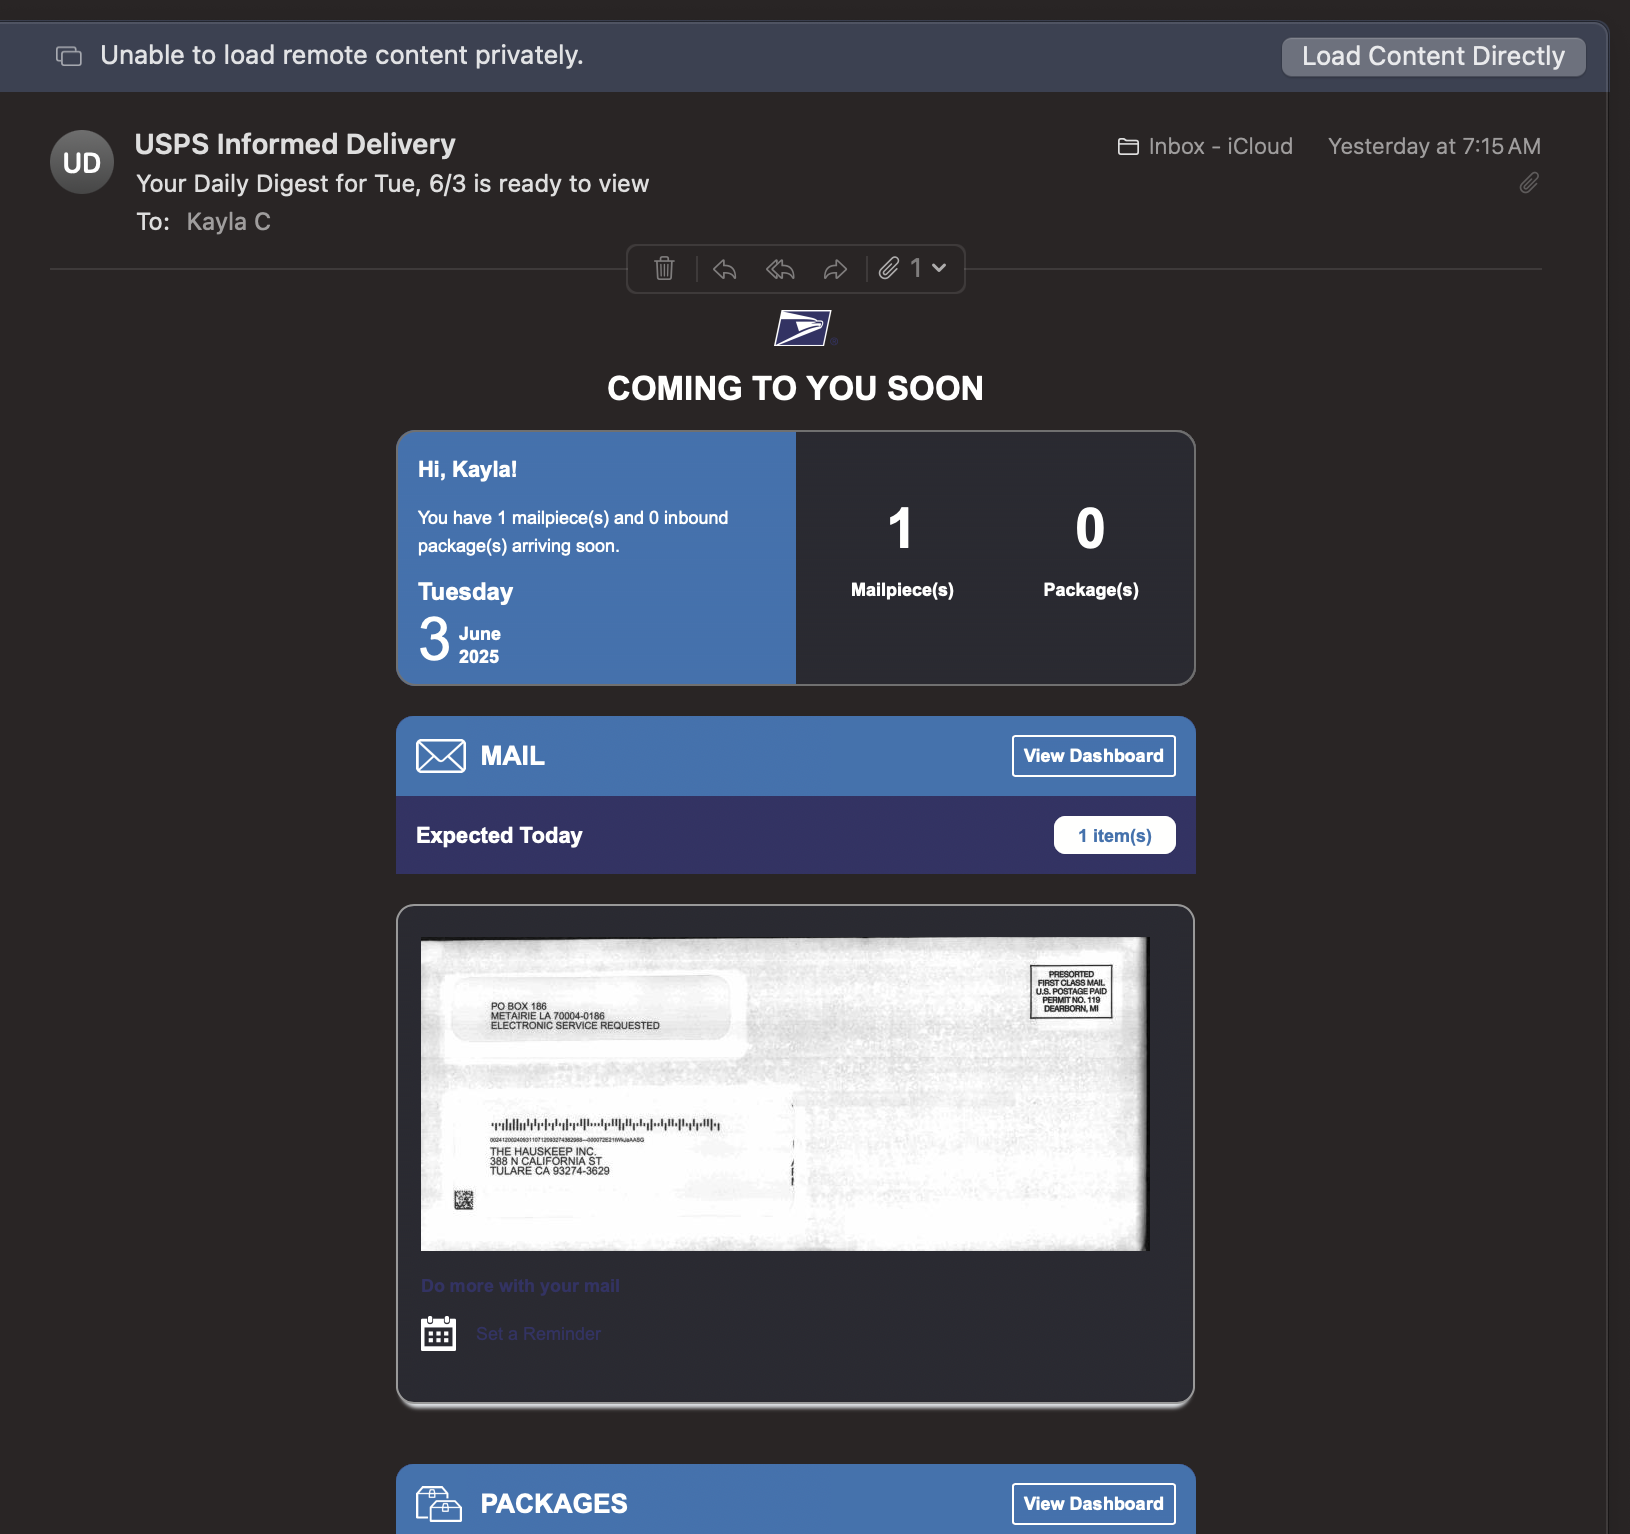 Unable to load remote content privately.
Load Content Directly
UD
USPS Informed Delivery
Inbox - iCloud
Yesterday at 7:15 AM
Your Daily Digest for Tue, 6/3 is ready to view
To: Kayla C
1
COMING TO YOU SOON
Hi, Kayla!
You have 1 mailpiece(s) and 0 inbound
package(s) arriving soon.
Tuesday
3 June
2025
1
Mailpiece(s)
0
Package(s)
MAIL
View Dashboard
Expected Today
1 item(s)
PO BOX 186
METAIRIE LA 70004-0186
ELECTRONIC SERVICE REQUESTED
PRESORTED
FIRST CLASS MAIL
U.S. POSTAGE PAID
PERMIT NO. 119
DEARBORN, MI
THE HAUSKEEP INC.
388 N CALIFORNIA ST
TULARE CA 93274-3629
Do more with your mail
Set a Reminder
PACKAGES
View Dashboard